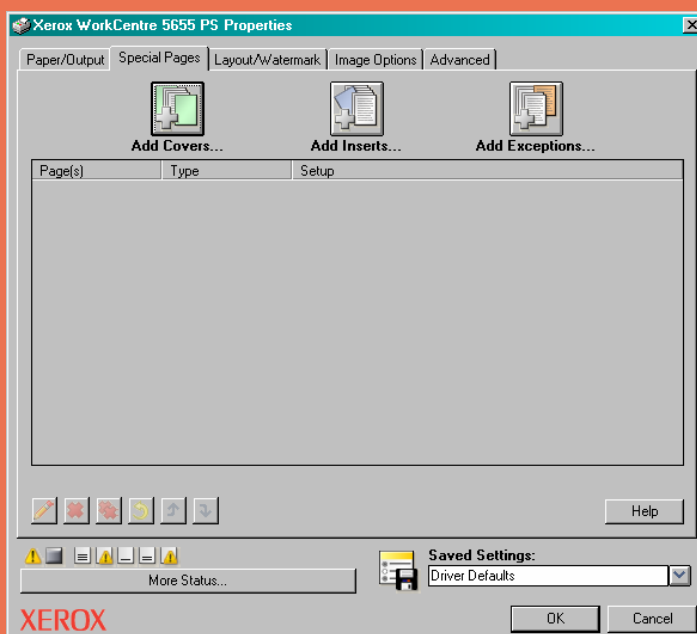 Xerox WorkCentre 5655 PS Properties
Paper/Output Special Pages Layout/Watermark Image Options Advanced
Add Covers... Add Inserts... Add Exceptions...
Page(s) Type Setup
Help
Saved Settings:
Driver Defaults
More Status...
XEROX
OK Cancel